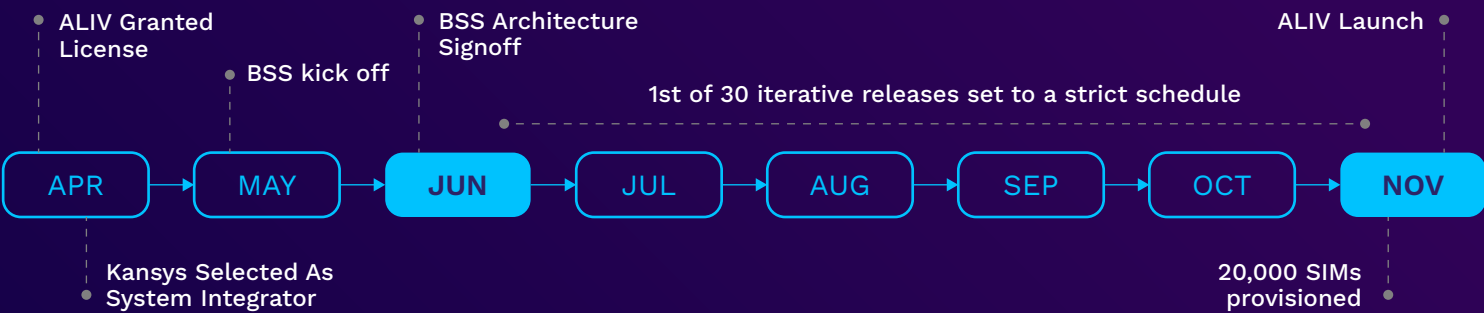 ALIV Granted
License
BSS kick off
BSS Architecture
Signoff
1st of 30 iterative releases set to a strict schedule
ALIV Launch
APR
MAY
JUN
JUL
AUG
SEP
OCT
NOV
Kansys Selected As
System Integrator
20,000 SIMs
provisioned